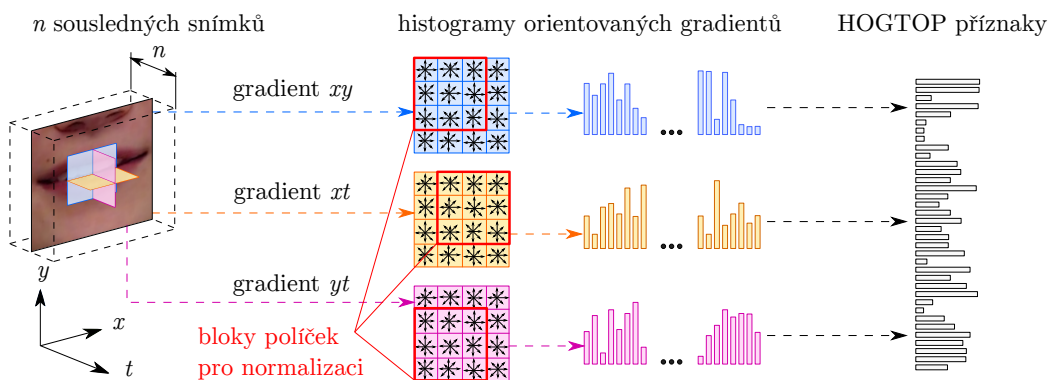 n sousledných snímků
histogramy orientovaných gradientů
HOGTOP příznaky
n
gradient xy
gradient xt
gradient yt
y
x
t
bloky políček
pro normalizaci